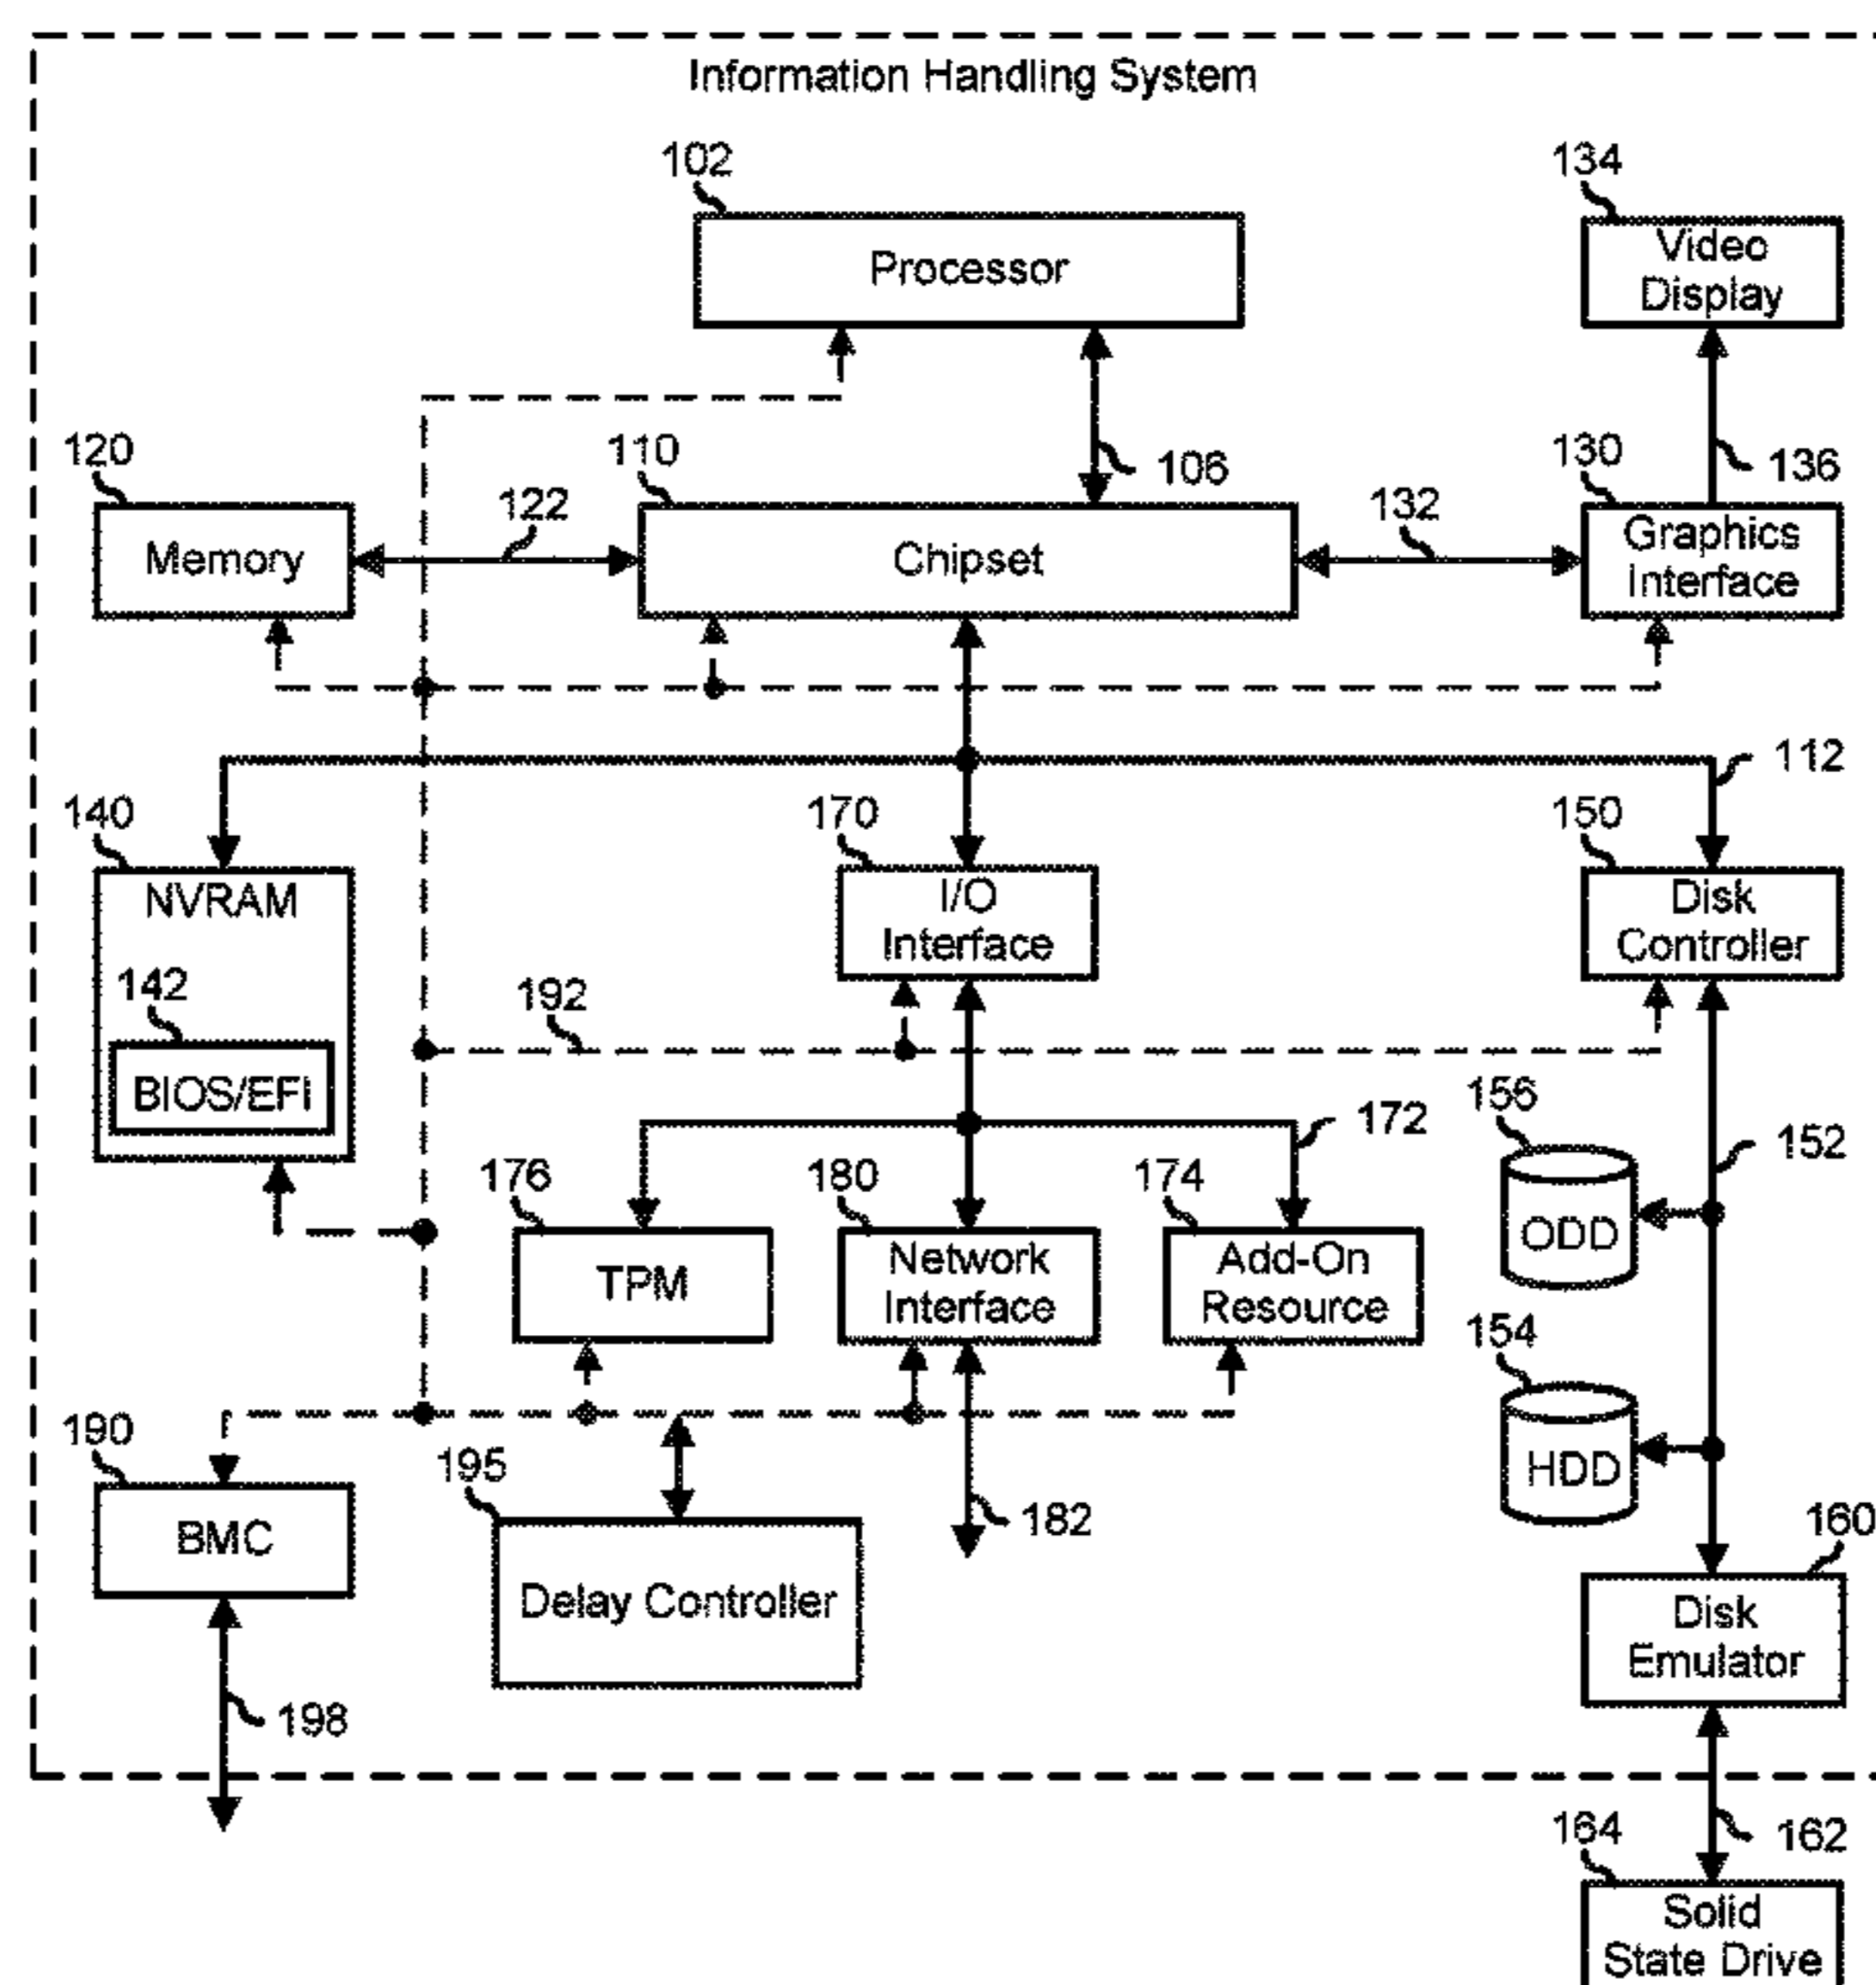 Information Handling System
102
134
Processor
Video
Display
120
110
106
130
136
122
132
Memory
Chipset
Graphics
Interface
112
140
170
150
NVRAM
I/O
Interface
Disk
Controller
142
192
BIOS/EFI
156
172
152
176
180
174
ODD
TPM
Network
Interface
Add-On
Resource
154
190
195
HDD
182
160
BMC
Delay Controller
Disk
Emulator
198
164
162
Solid
State Drive